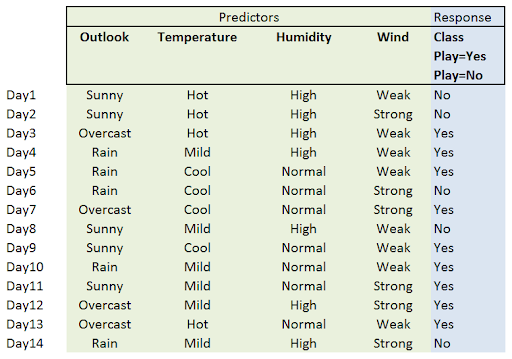 Predictors Response
Outlook Temperature Humidity Wind Class
Play=Yes
Play=No
Day1 Sunny Hot High Weak No
Day2 Sunny Hot High Strong No
Day3 Overcast Hot High Weak Yes
Day4 Rain Mild High Weak Yes
Day5 Rain Cool Normal Weak Yes
Day6 Rain Cool Normal Strong No
Day7 Overcast Cool Normal Strong Yes
Day8 Sunny Mild High Weak No
Day9 Sunny Cool Normal Weak Yes
Day10 Rain Mild Normal Weak Yes
Day11 Sunny Mild Normal Strong Yes
Day12 Overcast Mild High Strong Yes
Day13 Overcast Hot Normal Weak Yes
Day14 Rain Mild High Strong No